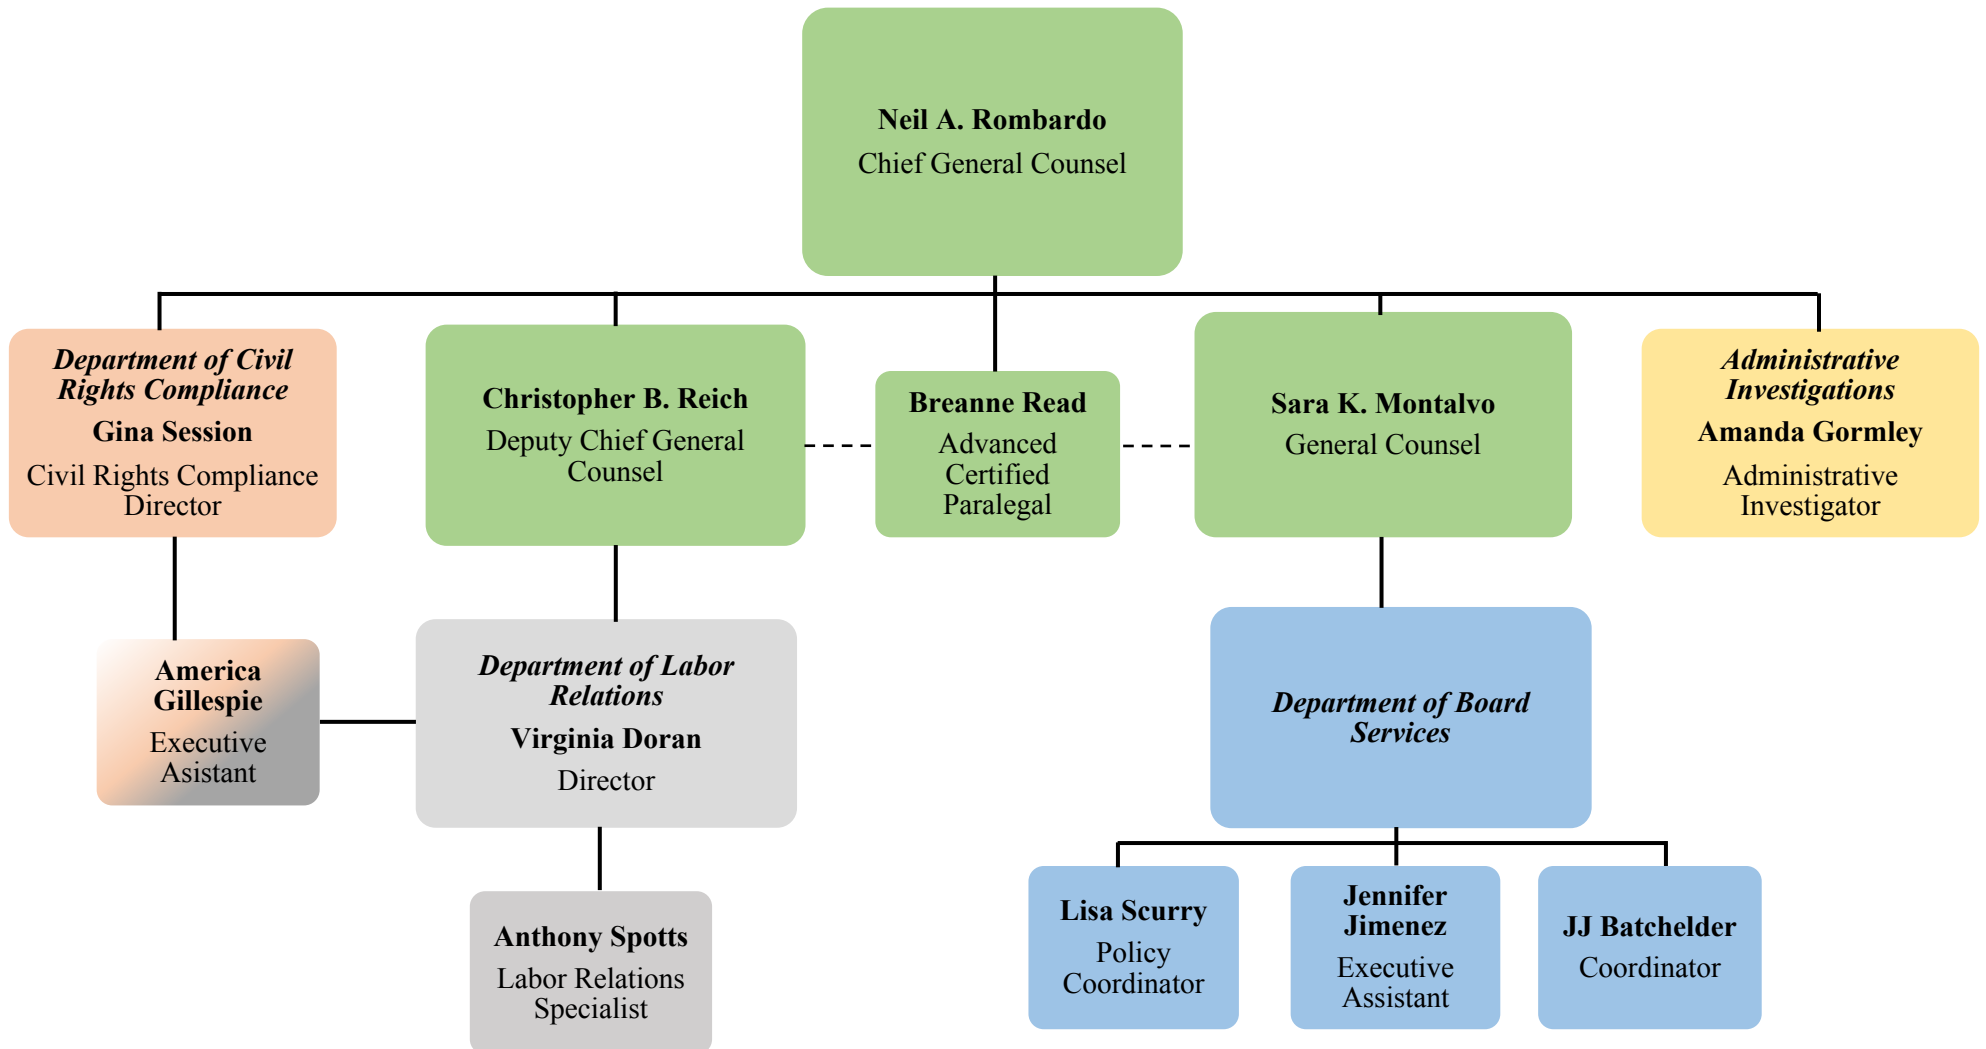 Neil A. Rombardo
Chief General Counsel
Department of Civil
Rights Compliance
Gina Session
Civil Rights Compliance
Director
Christopher B. Reich
Deputy Chief General
Counsel
Breanne Read
Advanced
Certified
Paralegal
Sara K. Montalvo
General Counsel
Administrative
Investigations
Amanda Gormley
Administrative
Investigator
America
Gillespie
Executive
Asistant
Department of Labor
Relations
Virginia Doran
Director
Department of Board
Services
Anthony Spotts
Labor Relations
Specialist
Lisa Scurry
Policy
Coordinator
Jennifer
Jimenez
Executive
Assistant
JJ Batchelder
Coordinator